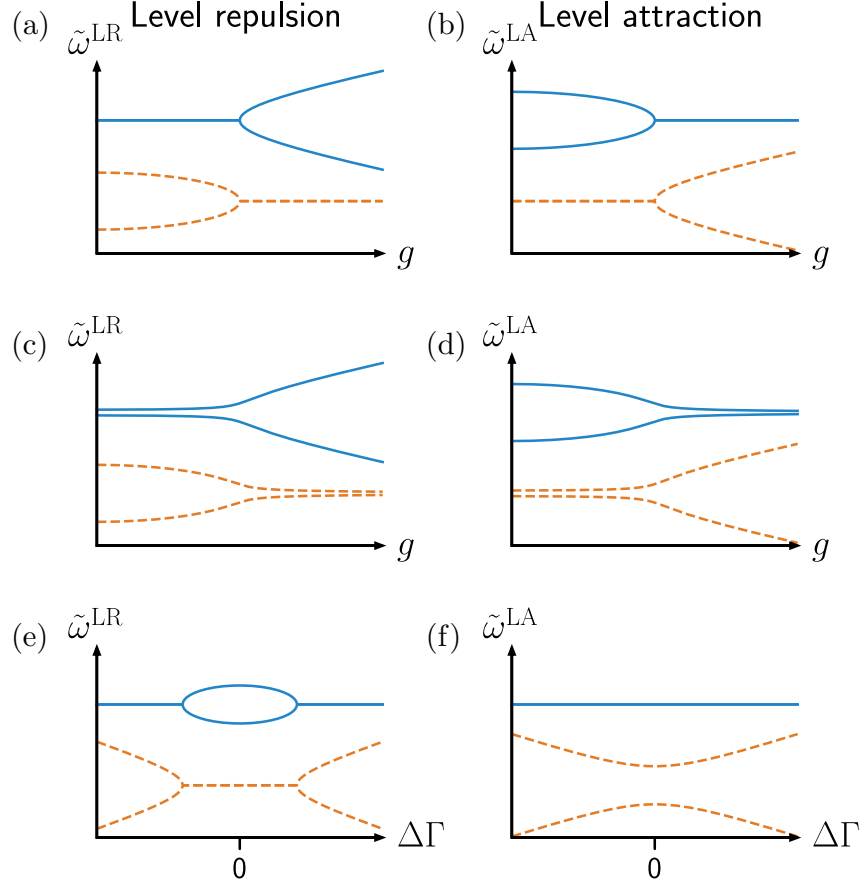 Level repulsion
Level attraction
(a) ω̃^LR
g
(b) ω̃^LA
g
(c) ω̃^LR
g
(d) ω̃^LA
g
(e) ω̃^LR
ΔΓ
0
(f) ω̃^LA
ΔΓ
0